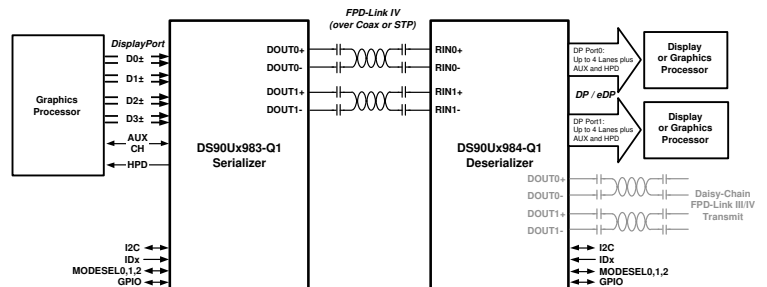 FPD-Link IV
(over Coax or STP)
DisplayPort
D0±
D1±
D2±
D3±
AUX
CH
HPD
Graphics
Processor
DOUT0+
DOUT0-
DOUT1+
DOUT1-
DS90Ux983-Q1
Serializer
I2C
IDx
MODESEL0,1,2
GPIO
RIN0+
RIN0-
RIN1+
RIN1-
DS90Ux984-Q1
Deserializer
DP Port0:
Up to 4 Lanes plus
AUX and HPD
DP / eDP
DP Port1:
Up to 4 Lanes plus
AUX and HPD
Display
or Graphics
Processor
Display
or Graphics
Processor
DOUT0+
DOUT0-
DOUT1+
DOUT1-
Daisy-Chain
FPD-Link III/IV
Transmit
I2C
IDx
MODESEL0,1,2
GPIO